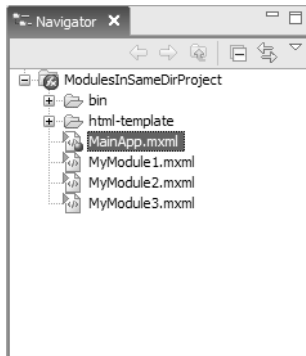 Navigator
ModulesInSameDirProject
bin
html-template
MainApp.mxml
MyModule1.mxml
MyModule2.mxml
MyModule3.mxml